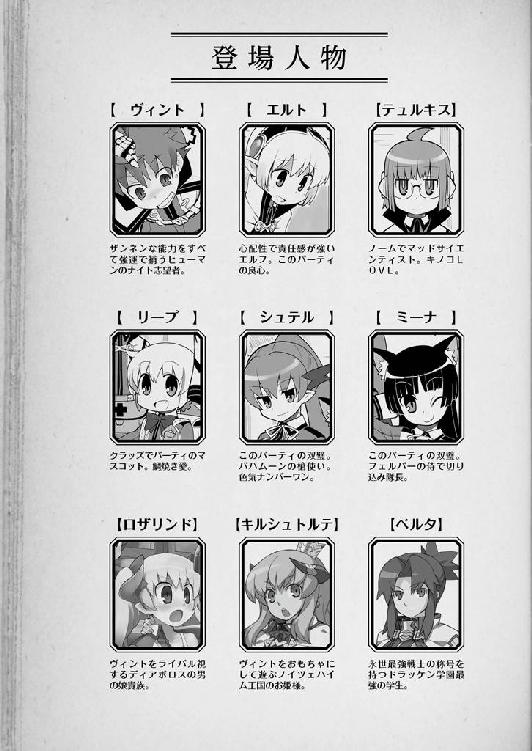 登場人物
【 ヴィント 】
ザンネンな能力をすべ
て強運で補うヒューマ
ンのナイト志望者。
【 エルト 】
心配性で責任感が強い
エルフ。このパーティ
の良心。
【テュルキス】
ノームでマッドサイエ
ンティスト。キノコL
OVE。
【 リープ 】
クラッズでパーティのマ
スコット。鯛焼き愛。
【 シュテル 】
このパーティの双璧。
バハムーンの槍使い。
色気ナンバーワン。
【 ミーナ 】
このパーティの双璧。
フェルパーの侍で切り
込み隊長。
【ロザリンド】
ヴィントをライバル視
するディアボロスの男
の娘貴族。
【キルシュトルテ】
ヴィントをおもちゃに
して遊ぶノイツェハイ
ム王国のお姫様。
【ベルタ】
永世最強戦士の称号を
持つドラッケン学園最
強の学生。